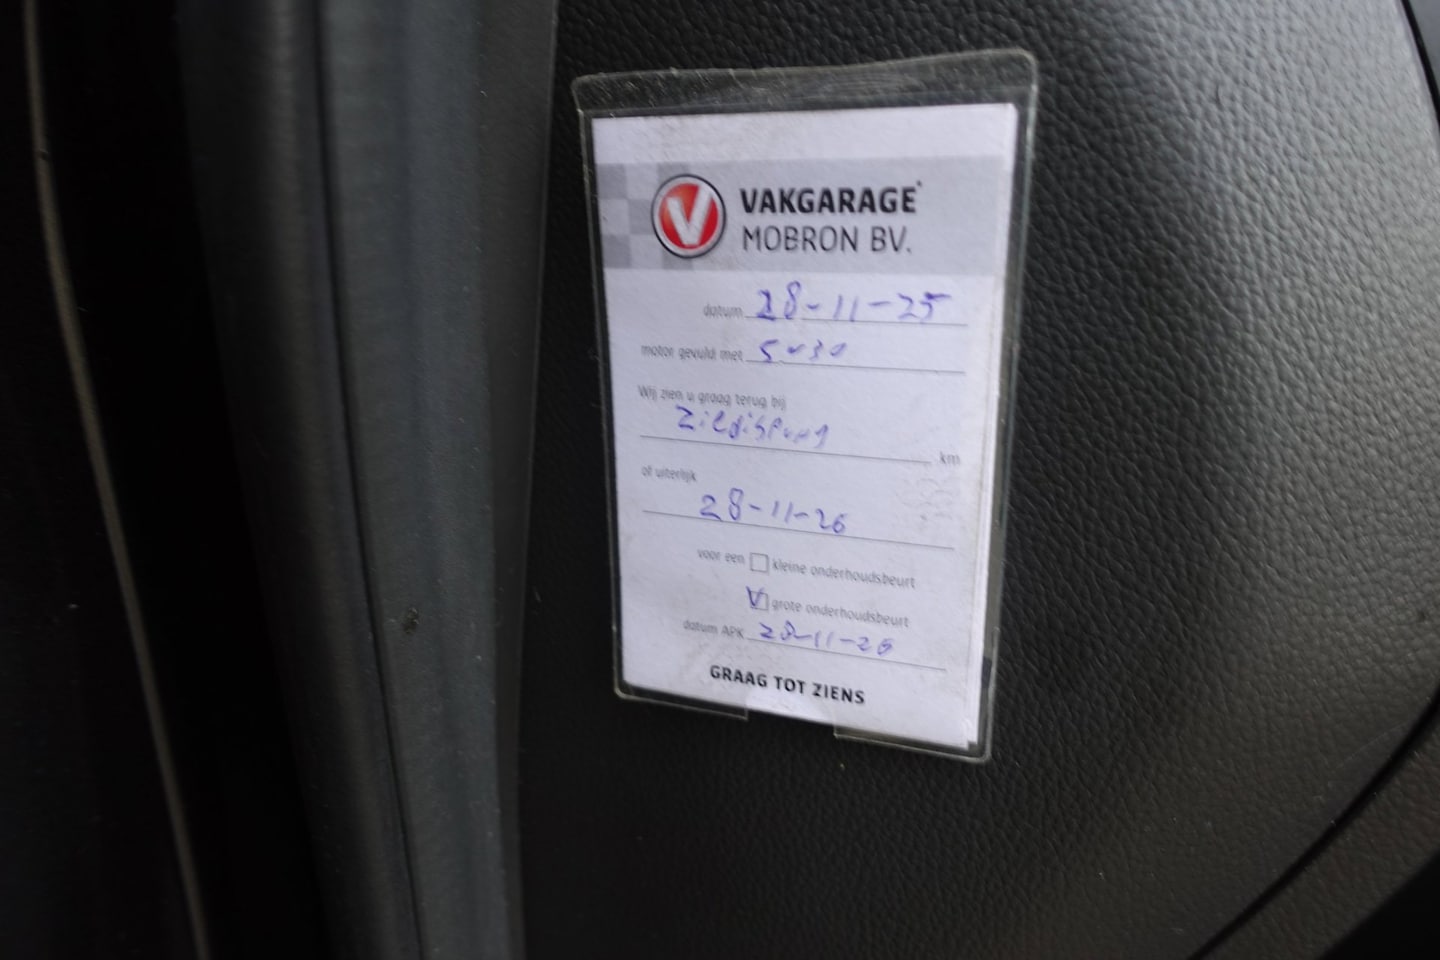 VAKGARAGE
MOBRON BV.
datum 28-11-25
motor gevuld met 5w30
Wij zien u graag terug bij
Zie display
km
of uiterlijk
28-11-26
voor een kleine onderhoudsbeurt
V grote onderhoudsbeurt
datum APK 28-11-26
GRAAG TOT ZIENS